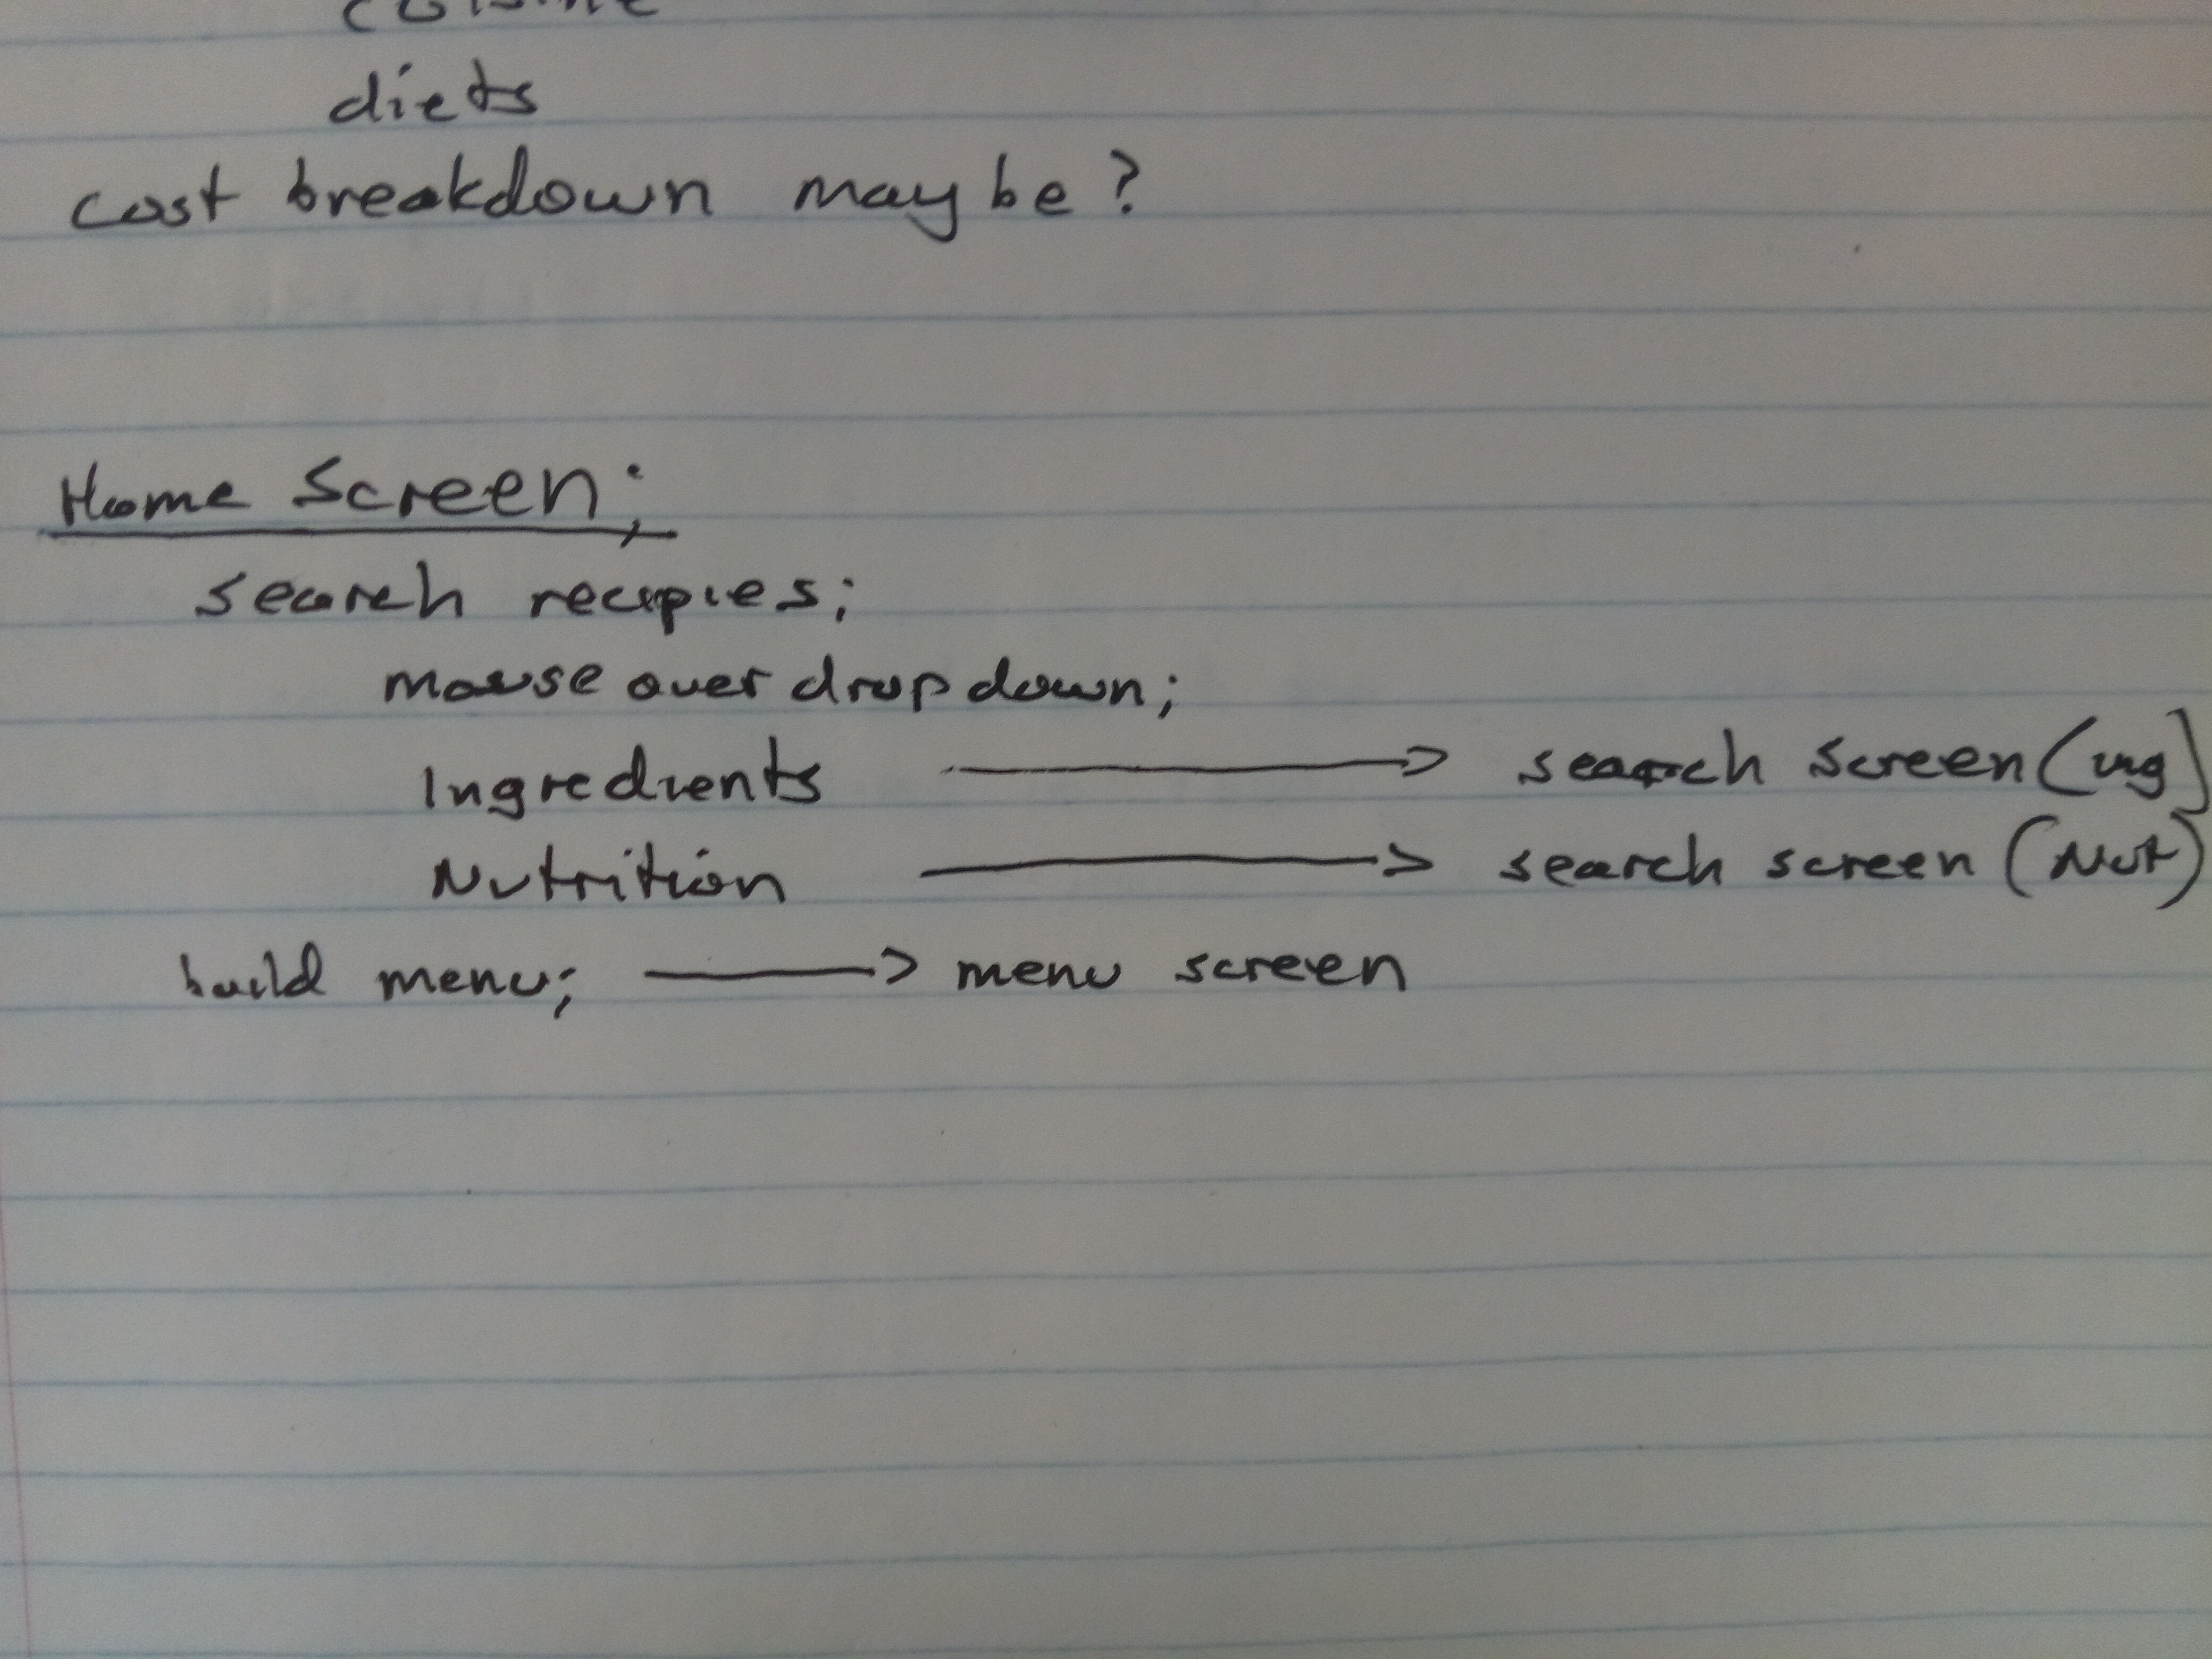 cuisine
diets
cost breakdown maybe?
Home Screen;
search recipies;
mouse over drop down;
Ingredients → search screen (ing)
Nutrition → search screen (Nut)
build menu; → menu screen